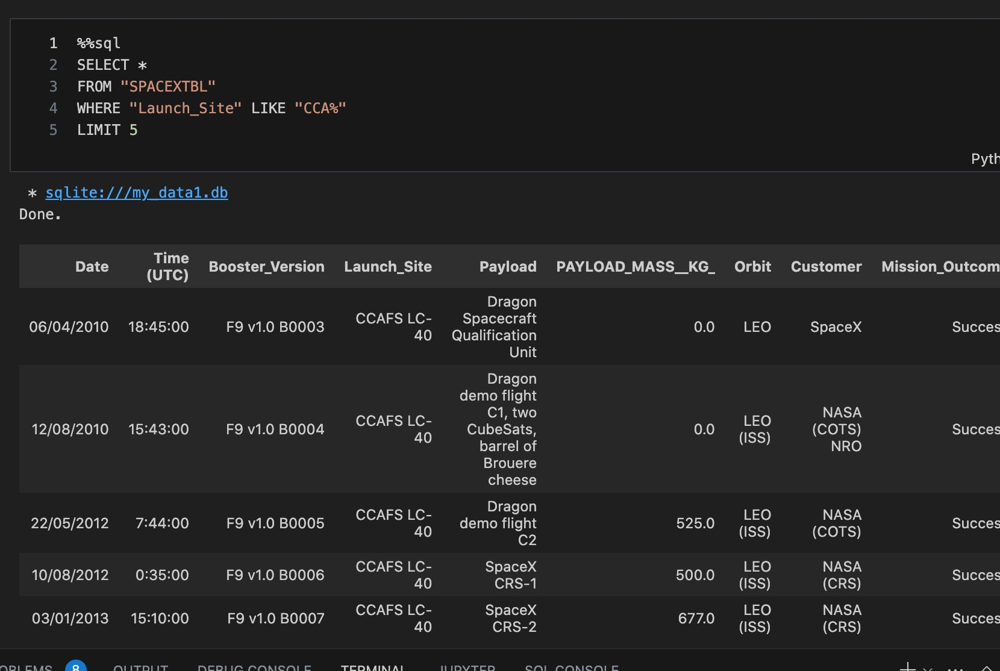 1 %%sql
2 SELECT *
3 FROM "SPACEXTBL"
4 WHERE "Launch_Site" LIKE "CCA%"
5 LIMIT 5
Pyth
* sqlite:///my_data1.db
Done.
Date Time (UTC) Booster_Version Launch_Site Payload PAYLOAD_MASS__KG_ Orbit Customer Mission_Outcom
06/04/2010 18:45:00 F9 v1.0 B0003 CCAFS LC-40 Dragon Spacecraft Qualification Unit 0.0 LEO SpaceX Succes
12/08/2010 15:43:00 F9 v1.0 B0004 CCAFS LC-40 Dragon demo flight C1, two CubeSats, barrel of Brouere cheese 0.0 LEO (ISS) NASA (COTS) NRO Succes
22/05/2012 7:44:00 F9 v1.0 B0005 CCAFS LC-40 Dragon demo flight C2 525.0 LEO (ISS) NASA (COTS) Succes
10/08/2012 0:35:00 F9 v1.0 B0006 CCAFS LC-40 SpaceX CRS-1 500.0 LEO (ISS) NASA (CRS) Succes
03/01/2013 15:10:00 F9 v1.0 B0007 CCAFS LC-40 SpaceX CRS-2 677.0 LEO (ISS) NASA (CRS) Succes
OBLEMS 8 OUTPUT DEBUG CONSOLE TERMINAL JUPYTER SQL CONSOLE